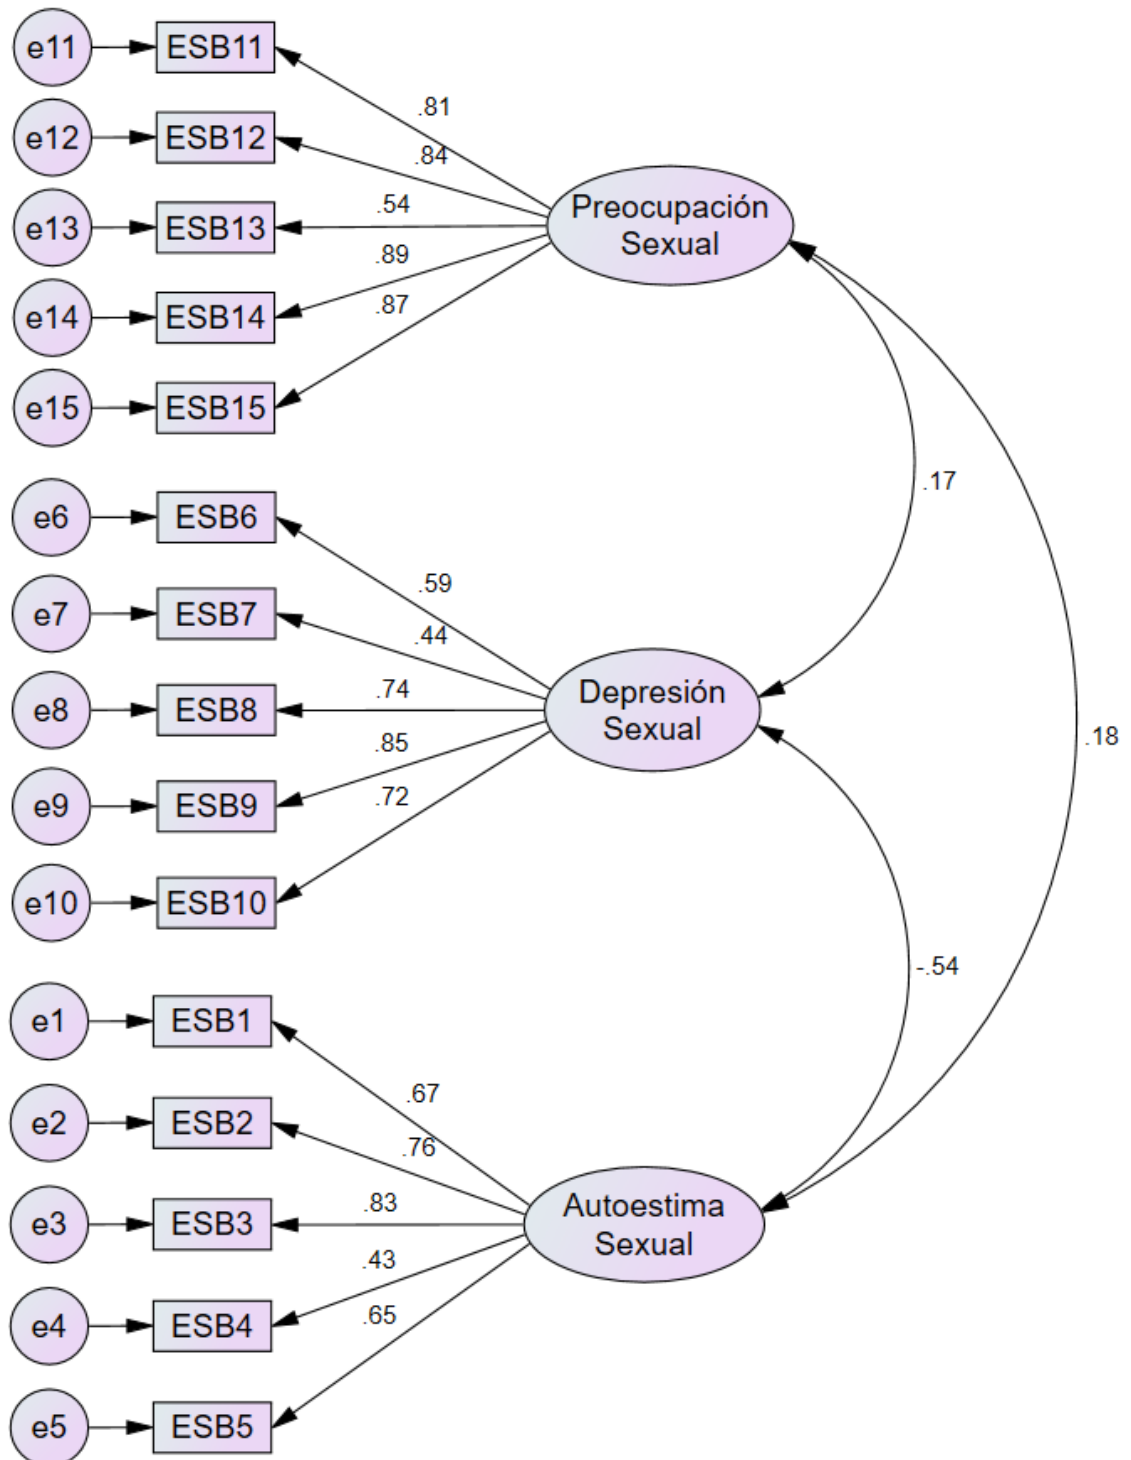 e11
ESB11
.81
e12
ESB12
.84
e13
ESB13
.54
e14
ESB14
.89
e15
ESB15
.87
Preocupación
Sexual
.17
.18
e6
ESB6
.59
e7
ESB7
.44
e8
ESB8
.74
e9
ESB9
.85
e10
ESB10
.72
Depresión
Sexual
-.54
e1
ESB1
.67
e2
ESB2
.76
e3
ESB3
.83
e4
ESB4
.43
e5
ESB5
.65
Autoestima
Sexual